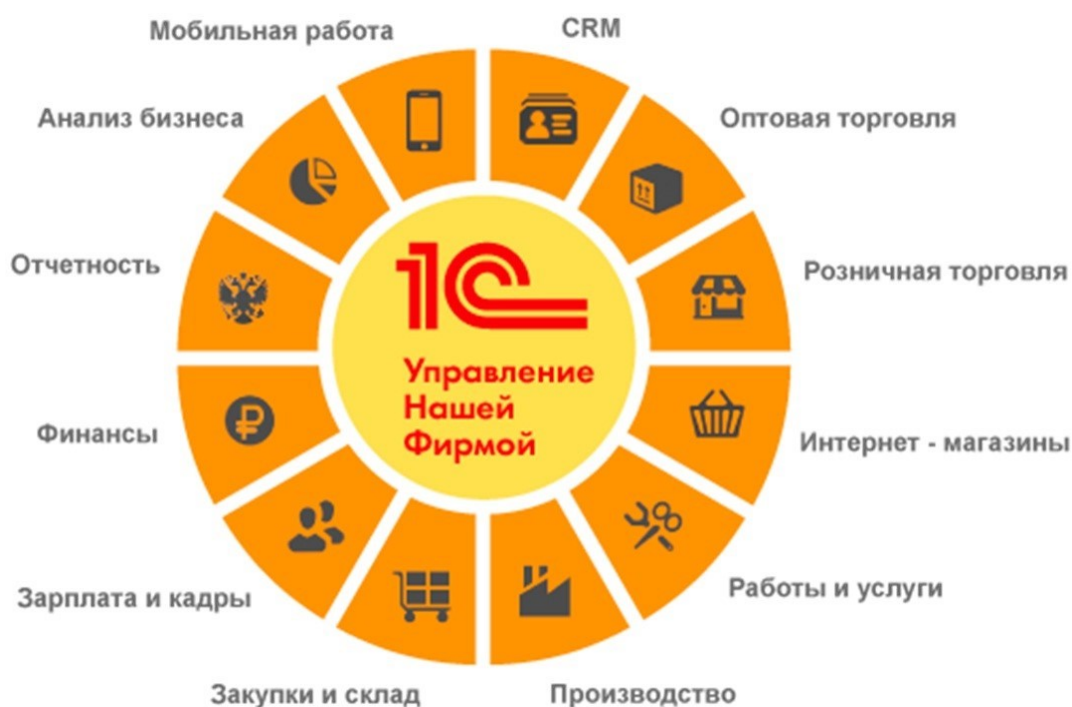 Мобильная работа
CRM
Анализ бизнеса
Оптовая торговля
Отчетность
Розничная торговля
1С
Управление
Нашей
Фирмой
Финансы
Интернет - магазины
Зарплата и кадры
Работы и услуги
Закупки и склад
Производство